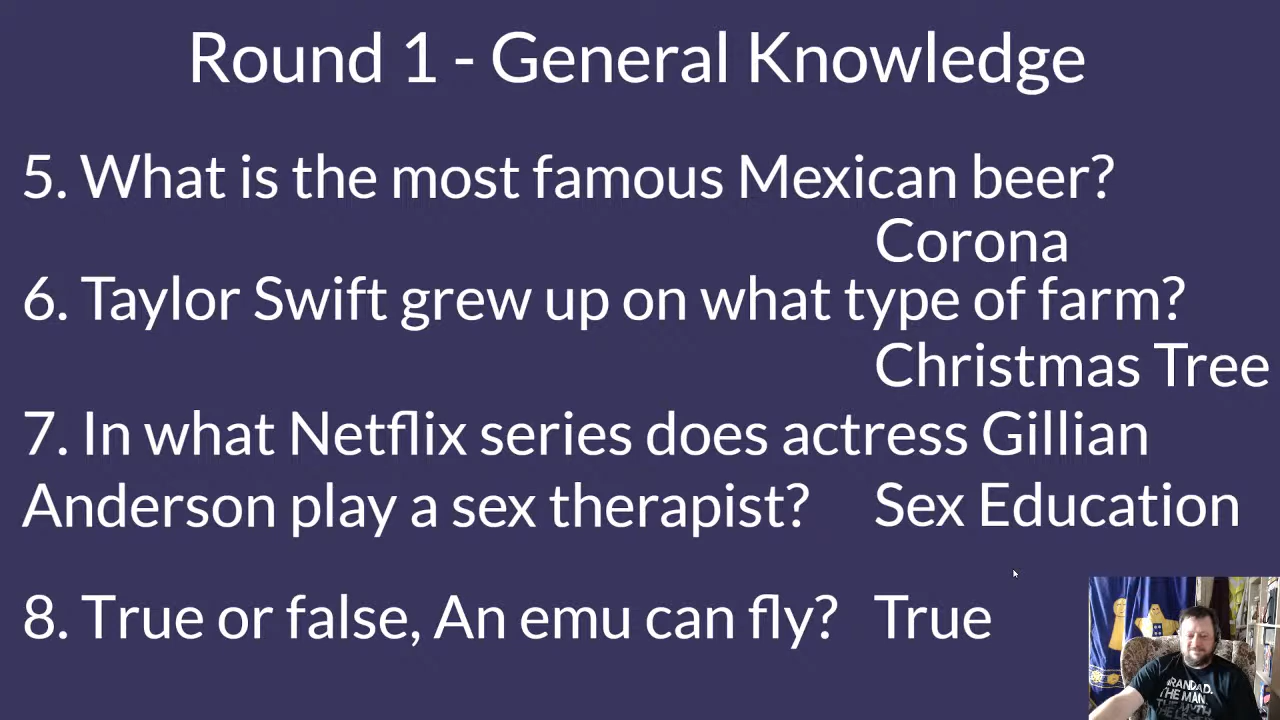 Round 1 - General Knowledge
5. What is the most famous Mexican beer?
Corona
6. Taylor Swift grew up on what type of farm?
Christmas Tree
7. In what Netflix series does actress Gillian
Anderson play a sex therapist? Sex Education
8. True or false, An emu can fly? True
THE MAN.